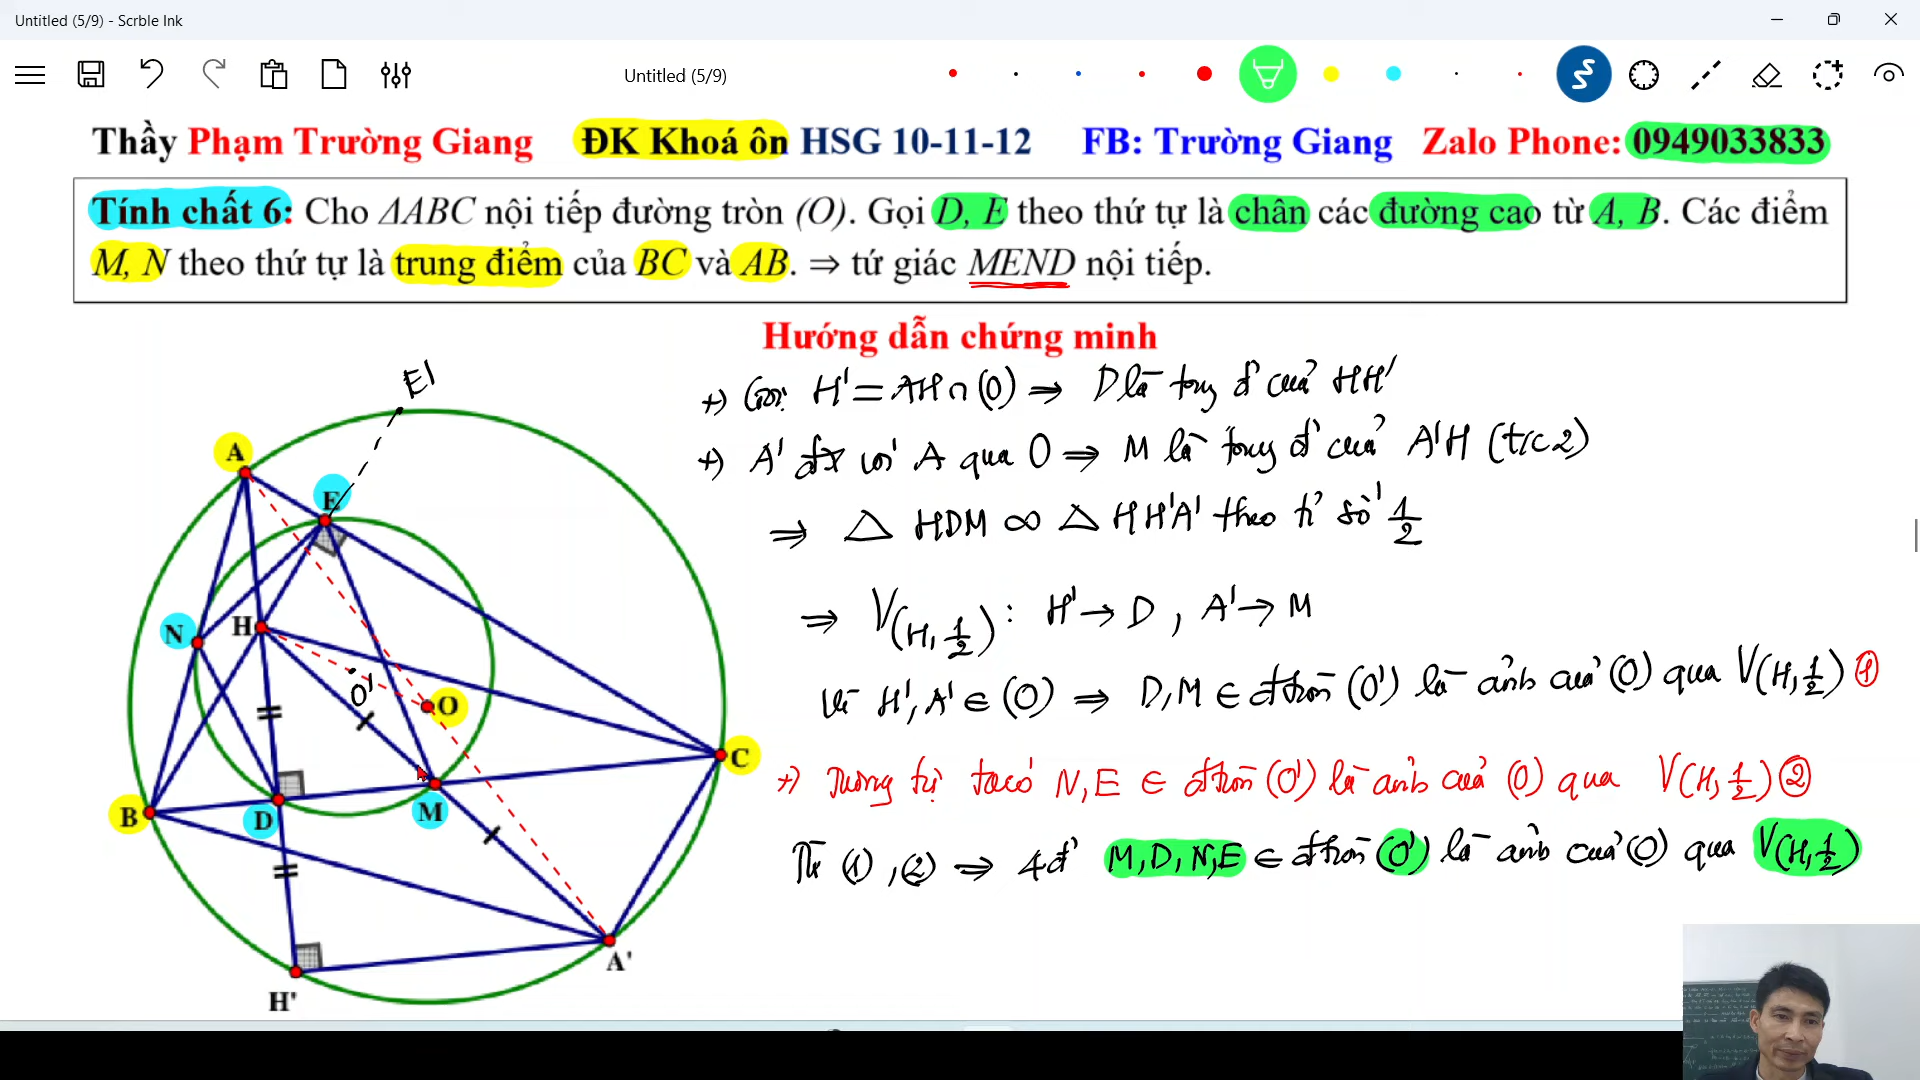 Untitled (5/9) - Scrble Ink
Untitled (5/9)
Thầy Phạm Trường Giang ĐK Khoá ôn HSG 10-11-12 FB: Trường Giang Zalo Phone: 0949033833
Tính chất 6: Cho ΔABC nội tiếp đường tròn (O). Gọi D, E theo thứ tự là chân các đường cao từ A, B. Các điểm
M, N theo thứ tự là trung điểm của BC và AB. ⇒ tứ giác MEND nội tiếp.
Hướng dẫn chứng minh
+) Gọi H' = AH ∩ (O) ⇒ D là trung đ' của HH'
+) A' đx với A qua O ⇒ M là trung đ' của A'H (t/c 2)
⇒ △ HDM ∞ △ HH'A' theo tỉ số 1/2
⇒ V(H, 1/2) : H' → D , A' → M
Vì H', A' ∈ (O) ⇒ D, M ∈ đtròn (O') là ảnh của (O) qua V(H, 1/2) ①
+) Tương tự ta có N, E ∈ đtròn (O') là ảnh của (O) qua V(H, 1/2) ②
Từ (1), (2) ⇒ 4 đ' M, D, N, E ∈ đtròn (O') là ảnh của (O) qua V(H, 1/2)
E'
A
E
N
H
O'
O
C
B
D
M
A'
H'